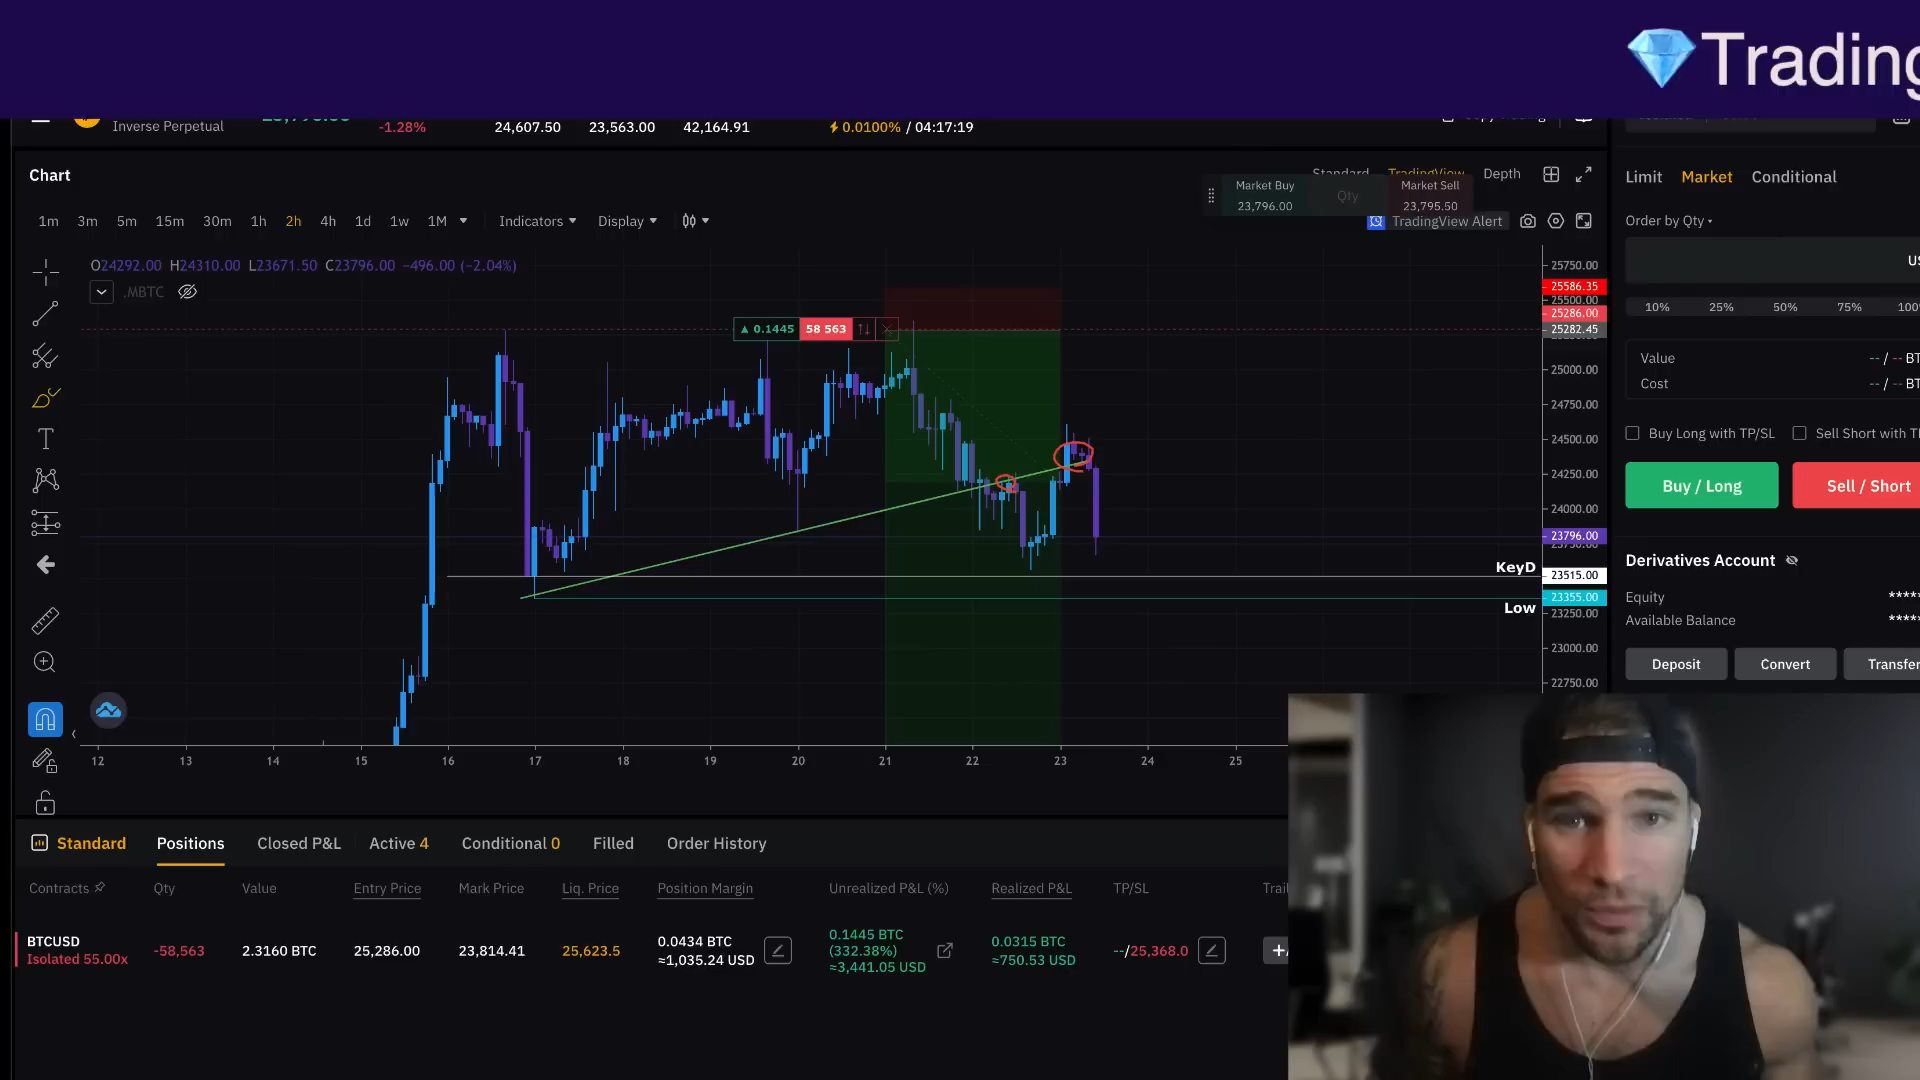 Trading
Inverse Perpetual
-1.28%
24,607.50
23,563.00
42,164.91
0.0100% / 04:17:19
Chart
Standard
TradingView
Depth
Market Buy
23,796.00
Qty
Market Sell
23,795.50
1m 3m 5m 15m 30m 1h 2h 4h 1d 1w 1M
Indicators
Display
TradingView Alert
O24292.00 H24310.00 L23671.50 C23796.00 −496.00 (−2.04%)
.MBTC
▲ 0.1445 58 563
25750.00
25586.35
25500.00
25286.00
25282.45
25000.00
24750.00
24500.00
24250.00
24000.00
23796.00
23750.00
KeyD 23515.00
23355.00
Low
23250.00
23000.00
22750.00
12 13 14 15 16 17 18 19 20 21 22 23 24 25
Limit Market Conditional
Order by Qty
10% 25% 50% 75%
Value -- / --
Cost -- / --
Buy Long with TP/SL
Sell Short with
Buy / Long
Sell / Short
Derivatives Account
Equity ****
Available Balance ****
Deposit
Convert
Transfer
Standard
Positions
Closed P&L
Active 4
Conditional 0
Filled
Order History
Contracts Qty Value Entry Price Mark Price Liq. Price Position Margin Unrealized P&L (%) Realized P&L TP/SL
BTCUSD
Isolated 55.00x
-58,563
2.3160 BTC
25,286.00
23,814.41
25,623.5
0.0434 BTC
≈1,035.24 USD
0.1445 BTC
(332.38%)
≈3,441.05 USD
0.0315 BTC
≈750.53 USD
--/25,368.0